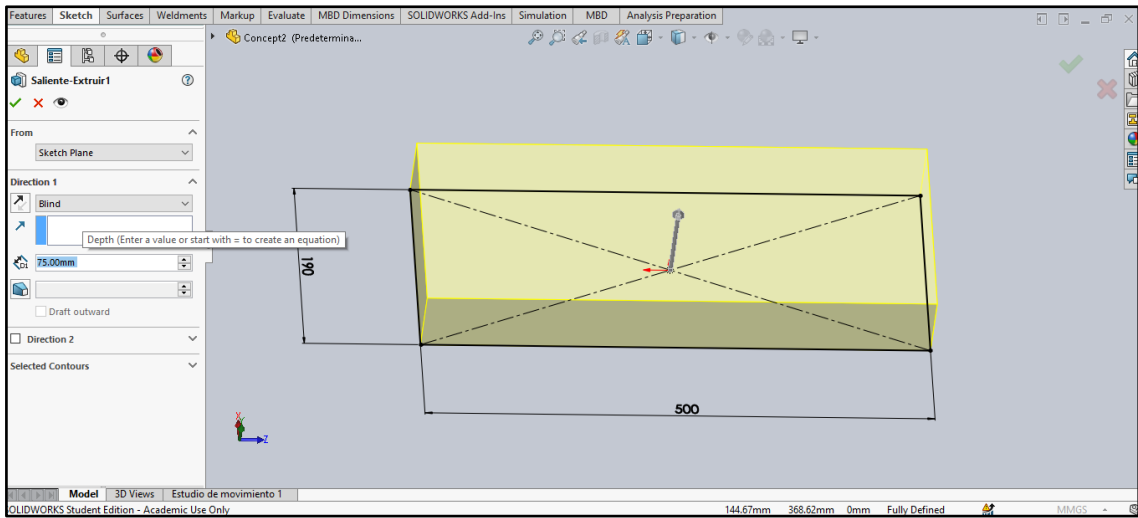 Features Sketch Surfaces Weldments Markup Evaluate MBD Dimensions SOLIDWORKS Add-Ins Simulation MBD Analysis Preparation
Concept2 (Predetermina...
Saliente-Extruir1
From
Sketch Plane
Direction 1
Blind
Depth (Enter a value or start with = to create an equation)
D1
75.00mm
Draft outward
Direction 2
Selected Contours
190
500
Y
Z
Model 3D Views Estudio de movimiento 1
SOLIDWORKS Student Edition - Academic Use Only
144.67mm 368.62mm 0mm Fully Defined MMGS